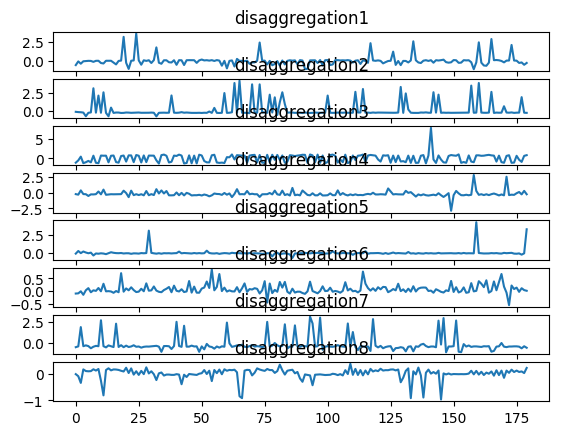 disaggregation1
2.5
0.0
disaggregation2
2.5
0.0
disaggregation3
5
0
disaggregation4
2.5
0.0
−2.5
disaggregation5
2.5
0.0
disaggregation6
0.5
0.0
−0.5
disaggregation7
2.5
0.0
disaggregation8
0
−1
0 25 50 75 100 125 150 175